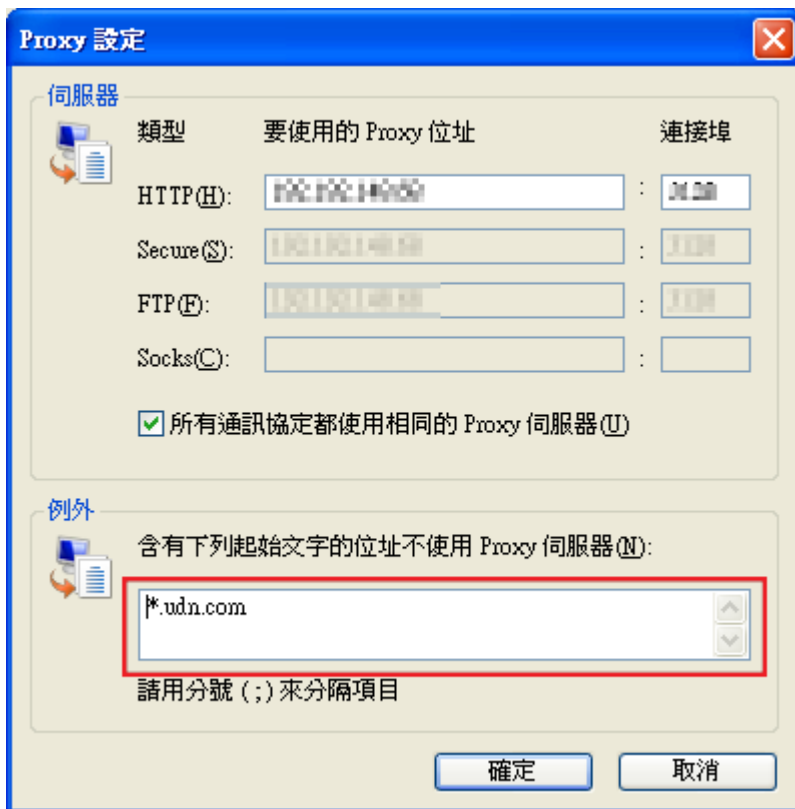 Proxy 設定
伺服器
類型 要使用的 Proxy 位址 連接埠
HTTP(H): :
Secure(S): :
FTP(F): :
Socks(C): :
所有通訊協定都使用相同的 Proxy 伺服器(U)
例外
含有下列起始文字的位址不使用 Proxy 伺服器(N):
*.udn.com
請用分號 ( ; ) 來分隔項目
確定 取消